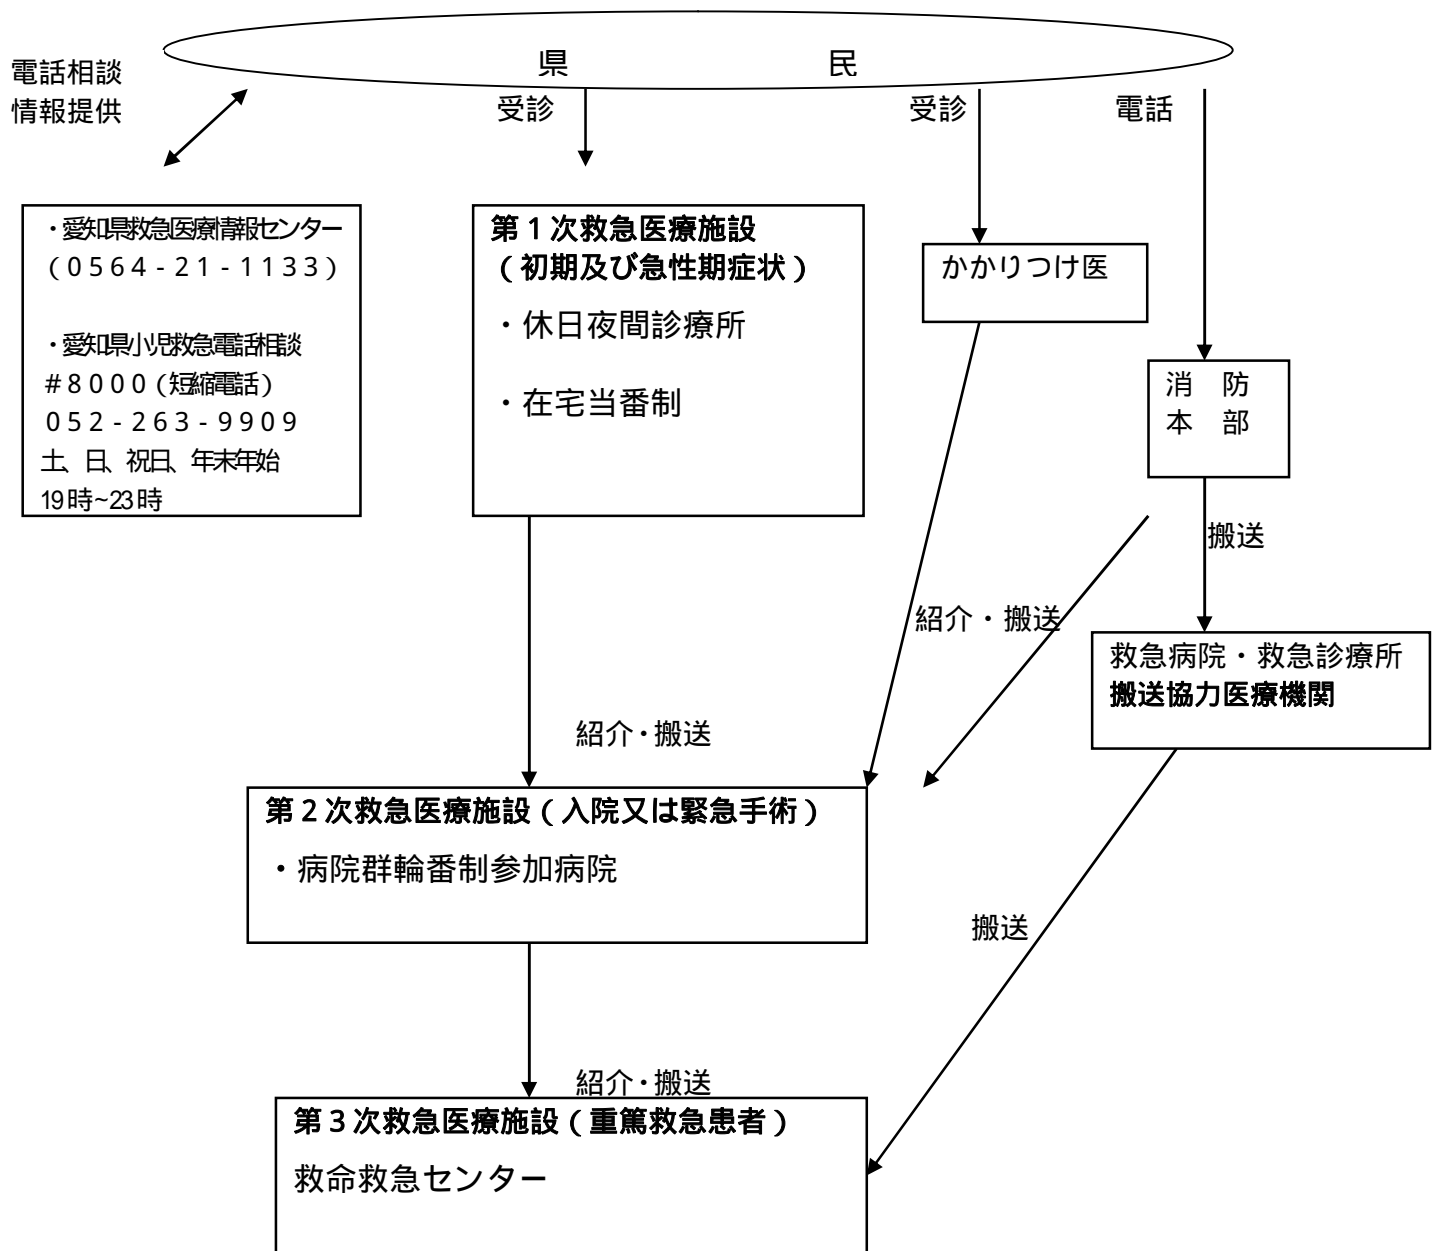 県　民
電話相談
情報提供
受診
受診
電話
・愛知県救急医療情報センター
（０５６４-２１-１１３３）
・愛知県小児救急電話相談
#８０００（短縮電話）
０５２-２６３-９９０９
土、日、祝日、年末年始
19時~23時
第１次救急医療施設
（初期及び急性期症状）
・休日夜間診療所
・在宅当番制
かかりつけ医
消　防
本　部
搬送
紹介・搬送
救急病院・救急診療所
搬送協力医療機関
紹介・搬送
第２次救急医療施設（入院又は緊急手術）
・病院群輪番制参加病院
搬送
紹介・搬送
第３次救急医療施設（重篤救急患者）
救命救急センター